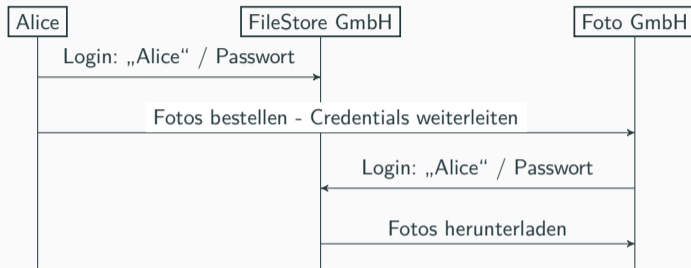 Alice
FileStore GmbH
Foto GmbH
Login: „Alice“ / Passwort
Fotos bestellen - Credentials weiterleiten
Login: „Alice“ / Passwort
Fotos herunterladen